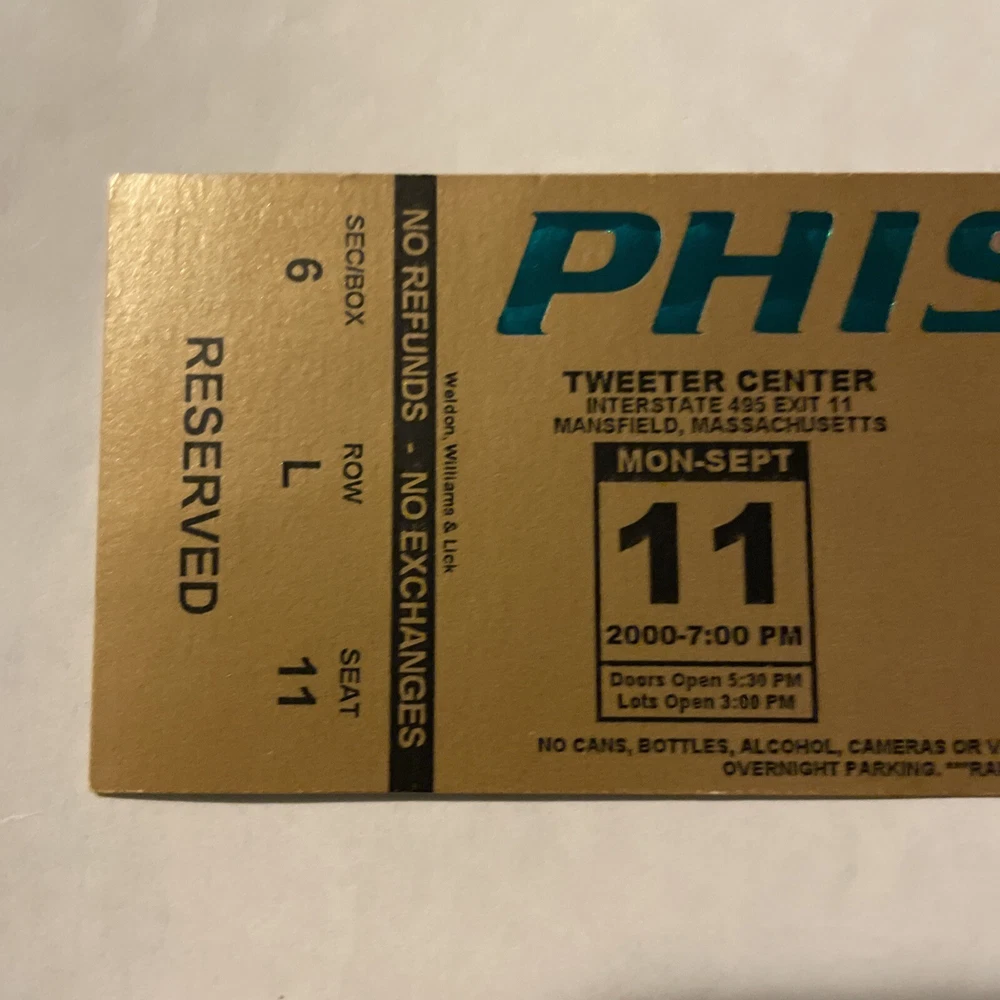 SEC/BOX ROW SEAT
6 L 11
RESERVED
NO REFUNDS - NO EXCHANGES
Weldon, Williams & Lick
PHIS
TWEETER CENTER
INTERSTATE 495 EXIT 11
MANSFIELD, MASSACHUSETTS
MON-SEPT
11
2000-7:00 PM
Doors Open 5:30 PM
Lots Open 3:00 PM
NO CANS, BOTTLES, ALCOHOL, CAMERAS OR V
OVERNIGHT PARKING. ***RA